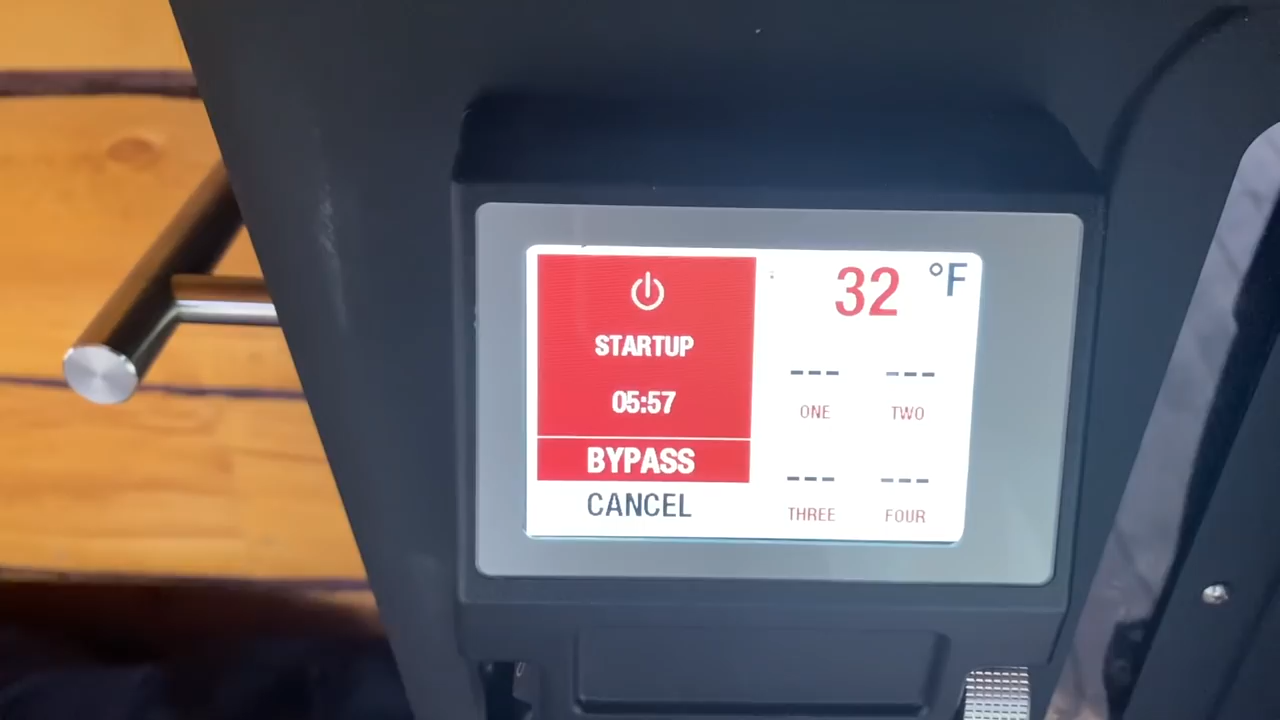 STARTUP
05:57
BYPASS
CANCEL
32 °F
--- ---
ONE TWO
--- ---
THREE FOUR